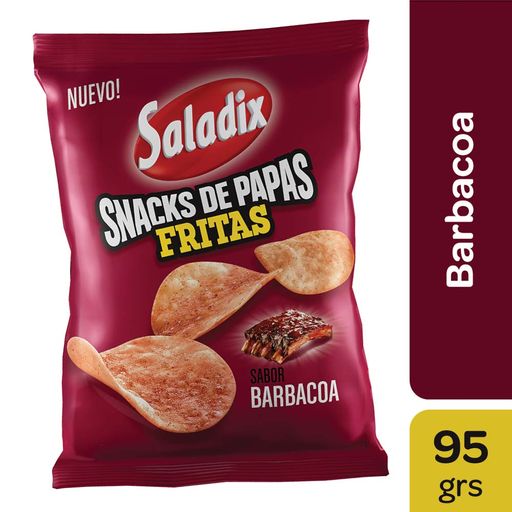 NUEVO!
Saladix
SNACKS DE PAPAS
FRITAS
SABOR
BARBACOA
Barbacoa
95
grs